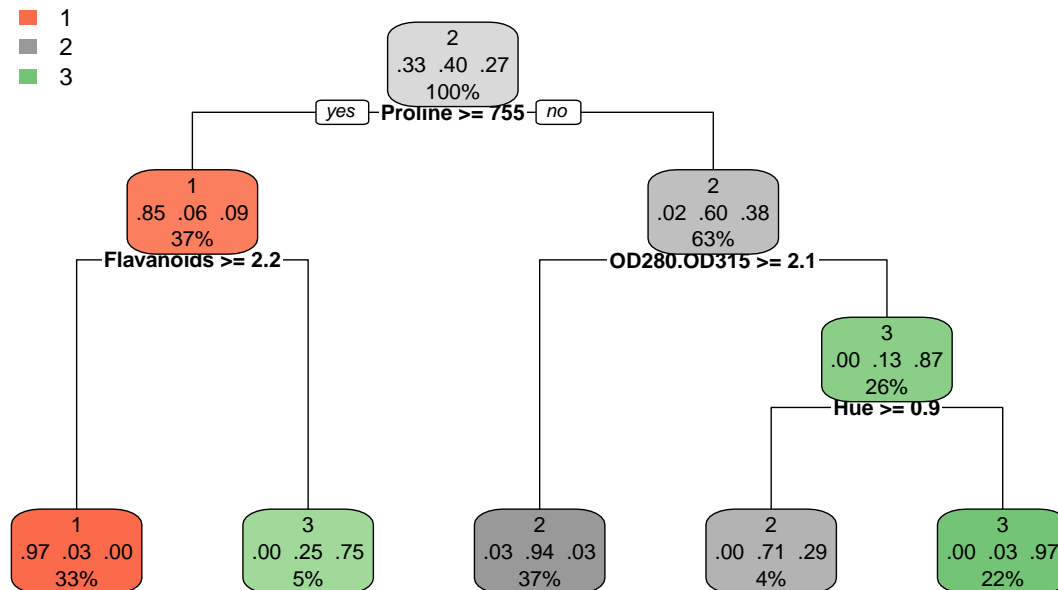 1
2
3
2
.33 .40 .27
100%
yes Proline >= 755 no
1
.85 .06 .09
37%
Flavanoids >= 2.2
2
.02 .60 .38
63%
OD280.OD315 >= 2.1
3
.00 .13 .87
26%
Hue >= 0.9
1
.97 .03 .00
33%
3
.00 .25 .75
5%
2
.03 .94 .03
37%
2
.00 .71 .29
4%
3
.00 .03 .97
22%